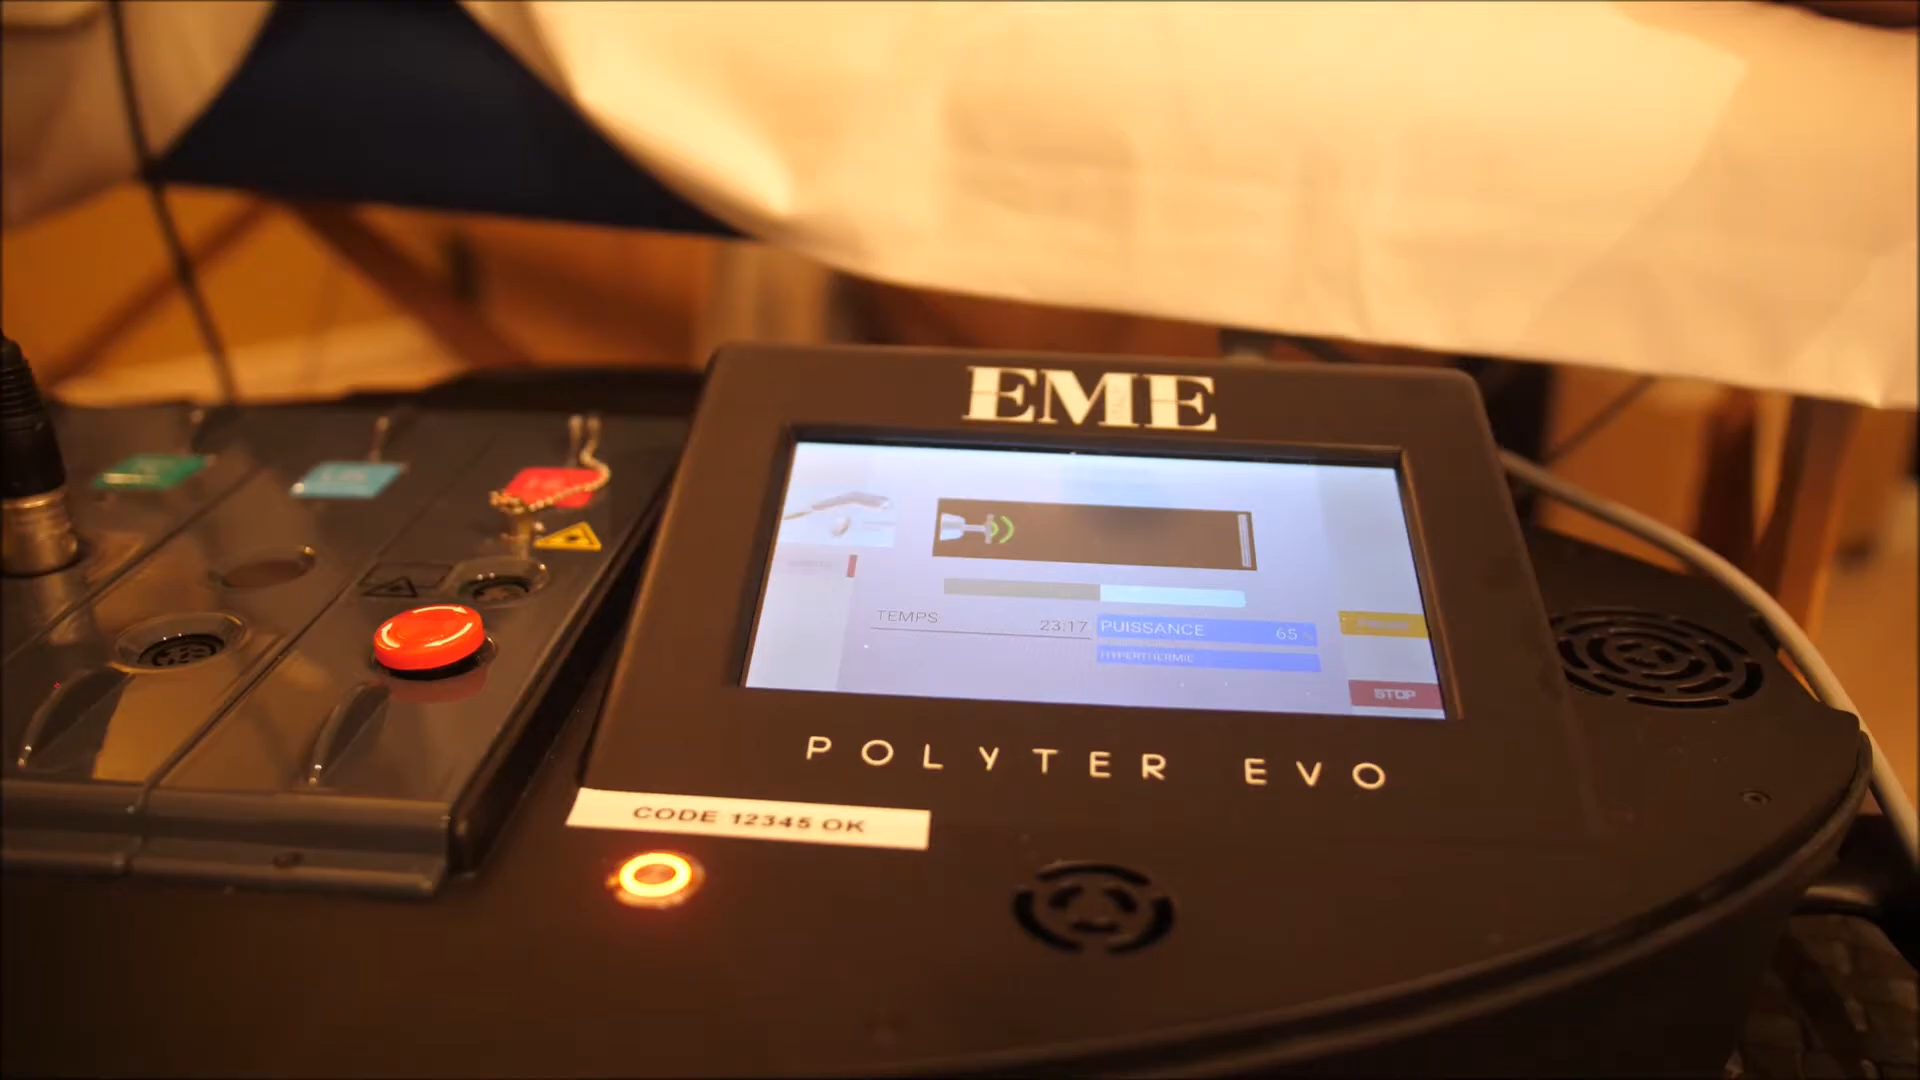 EME
TEMPS 23:17
PUISSANCE 65
HYPERTHERMIE
STOP
POLYTER EVO
CODE 12345 OK